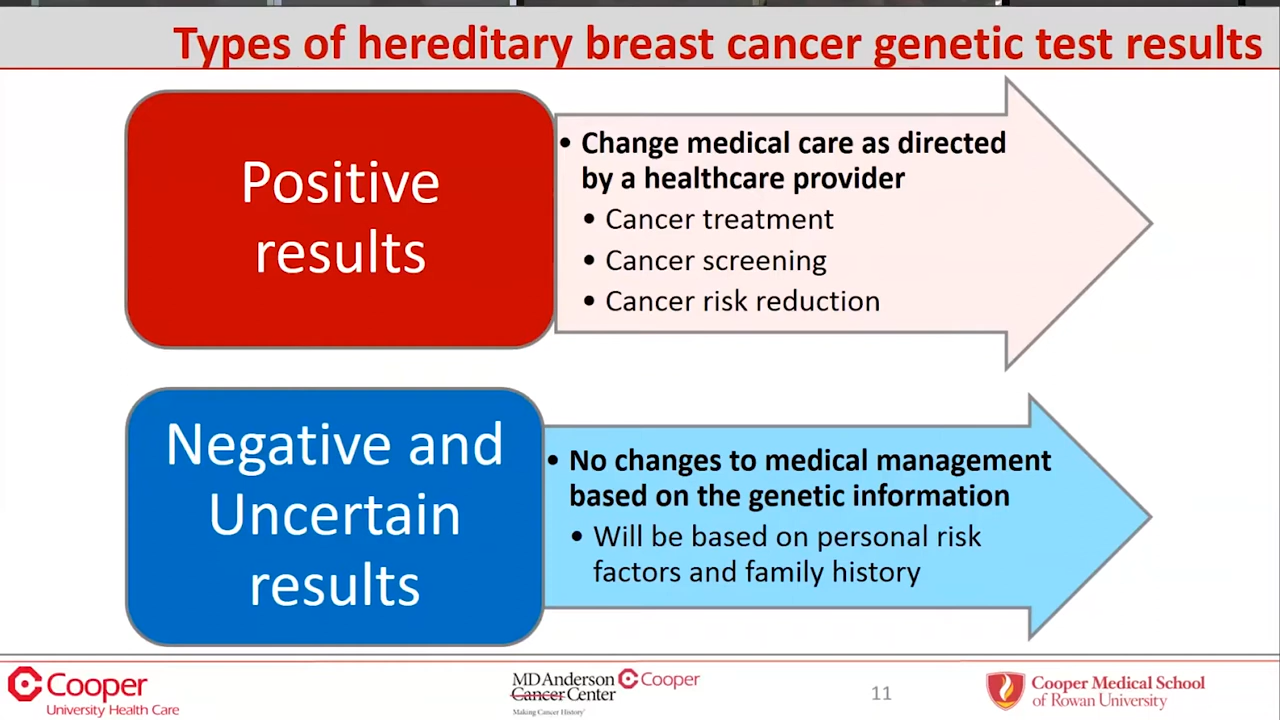 Types of hereditary breast cancer genetic test results
Positive
results
• Change medical care as directed
by a healthcare provider
• Cancer treatment
• Cancer screening
• Cancer risk reduction
Negative and
Uncertain
results
• No changes to medical management
based on the genetic information
• Will be based on personal risk
factors and family history
Cooper
University Health Care
MD Anderson
Cancer Center
Making Cancer History®
Cooper
11
Cooper Medical School
of Rowan University